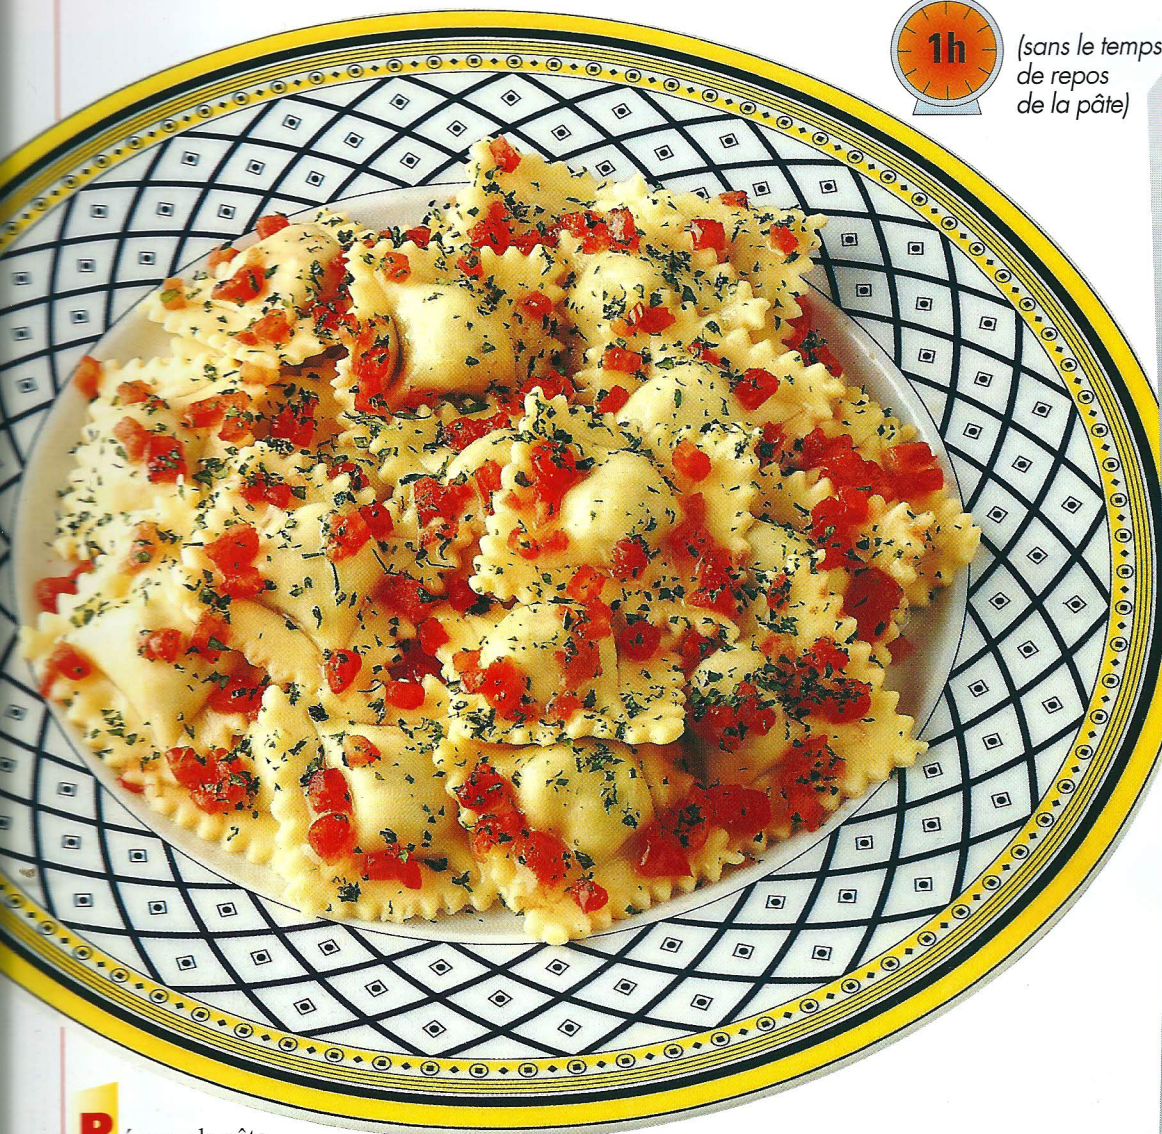 1h
(sans le temps
de repos
de la pâte)